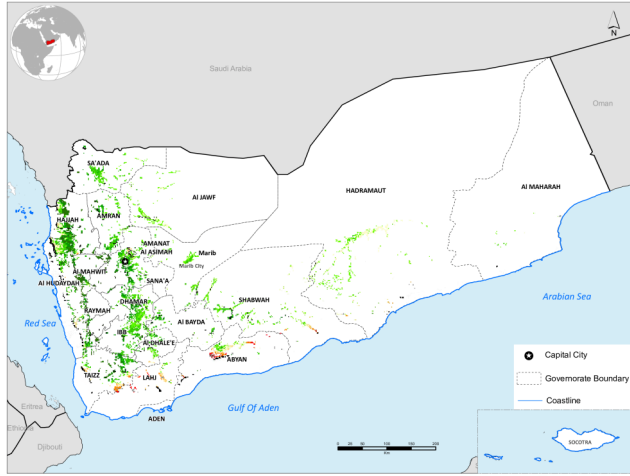 N
Saudi Arabia
Oman
SA'ADA
Al JAWF
HADRAMAUT
Al MAHARAH
HAJJAH
AMRAN
AMANAT
Al ASIMAH
Marib
Marib City
Al MAHWIT
SANA'A
Al HUDAYDAH
DHAMAR
SHABWAH
Arabian Sea
RAYMAH
Al BAYDA
Red Sea
IBB
Al DHALE'E
ABYAN
TAIZZ
LAHJ
Capital City
Governorate Boundary
Coastline
Eritrea
Gulf Of Aden
ADEN
Djibouti
SOCOTRA
Km